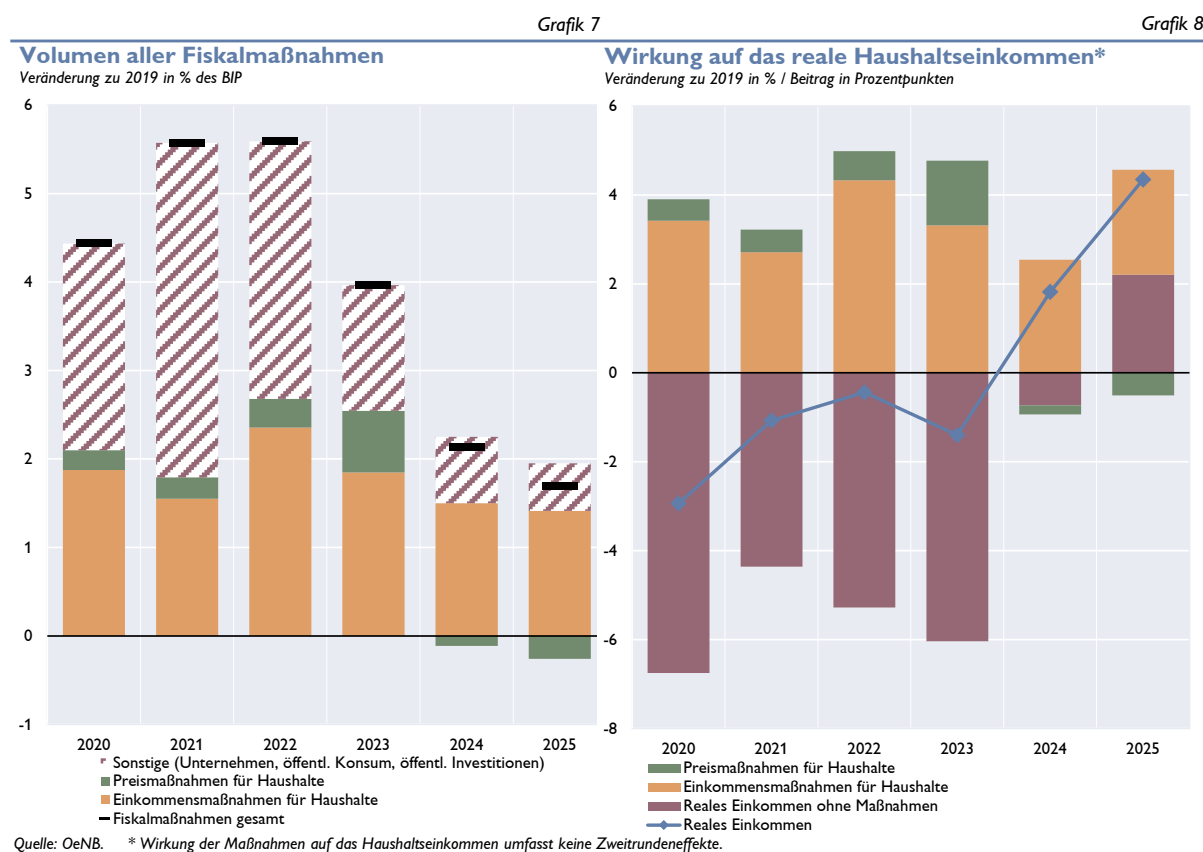 Grafik 7
Volumen aller Fiskalmaßnahmen
Veränderung zu 2019 in % des BIP
6
5
4
3
2
1
0
-1
2020 2021 2022 2023 2024 2025
Sonstige (Unternehmen, öffentl. Konsum, öffentl. Investitionen)
Preismaßnahmen für Haushalte
Einkommensmaßnahmen für Haushalte
Fiskalmaßnahmen gesamt
Grafik 8
Wirkung auf das reale Haushaltseinkommen*
Veränderung zu 2019 in % / Beitrag in Prozentpunkten
6
4
2
0
-2
-4
-6
-8
2020 2021 2022 2023 2024 2025
Preismaßnahmen für Haushalte
Einkommensmaßnahmen für Haushalte
Reales Einkommen ohne Maßnahmen
Reales Einkommen
Quelle: OeNB. * Wirkung der Maßnahmen auf das Haushaltseinkommen umfasst keine Zweitrundeneffekte.